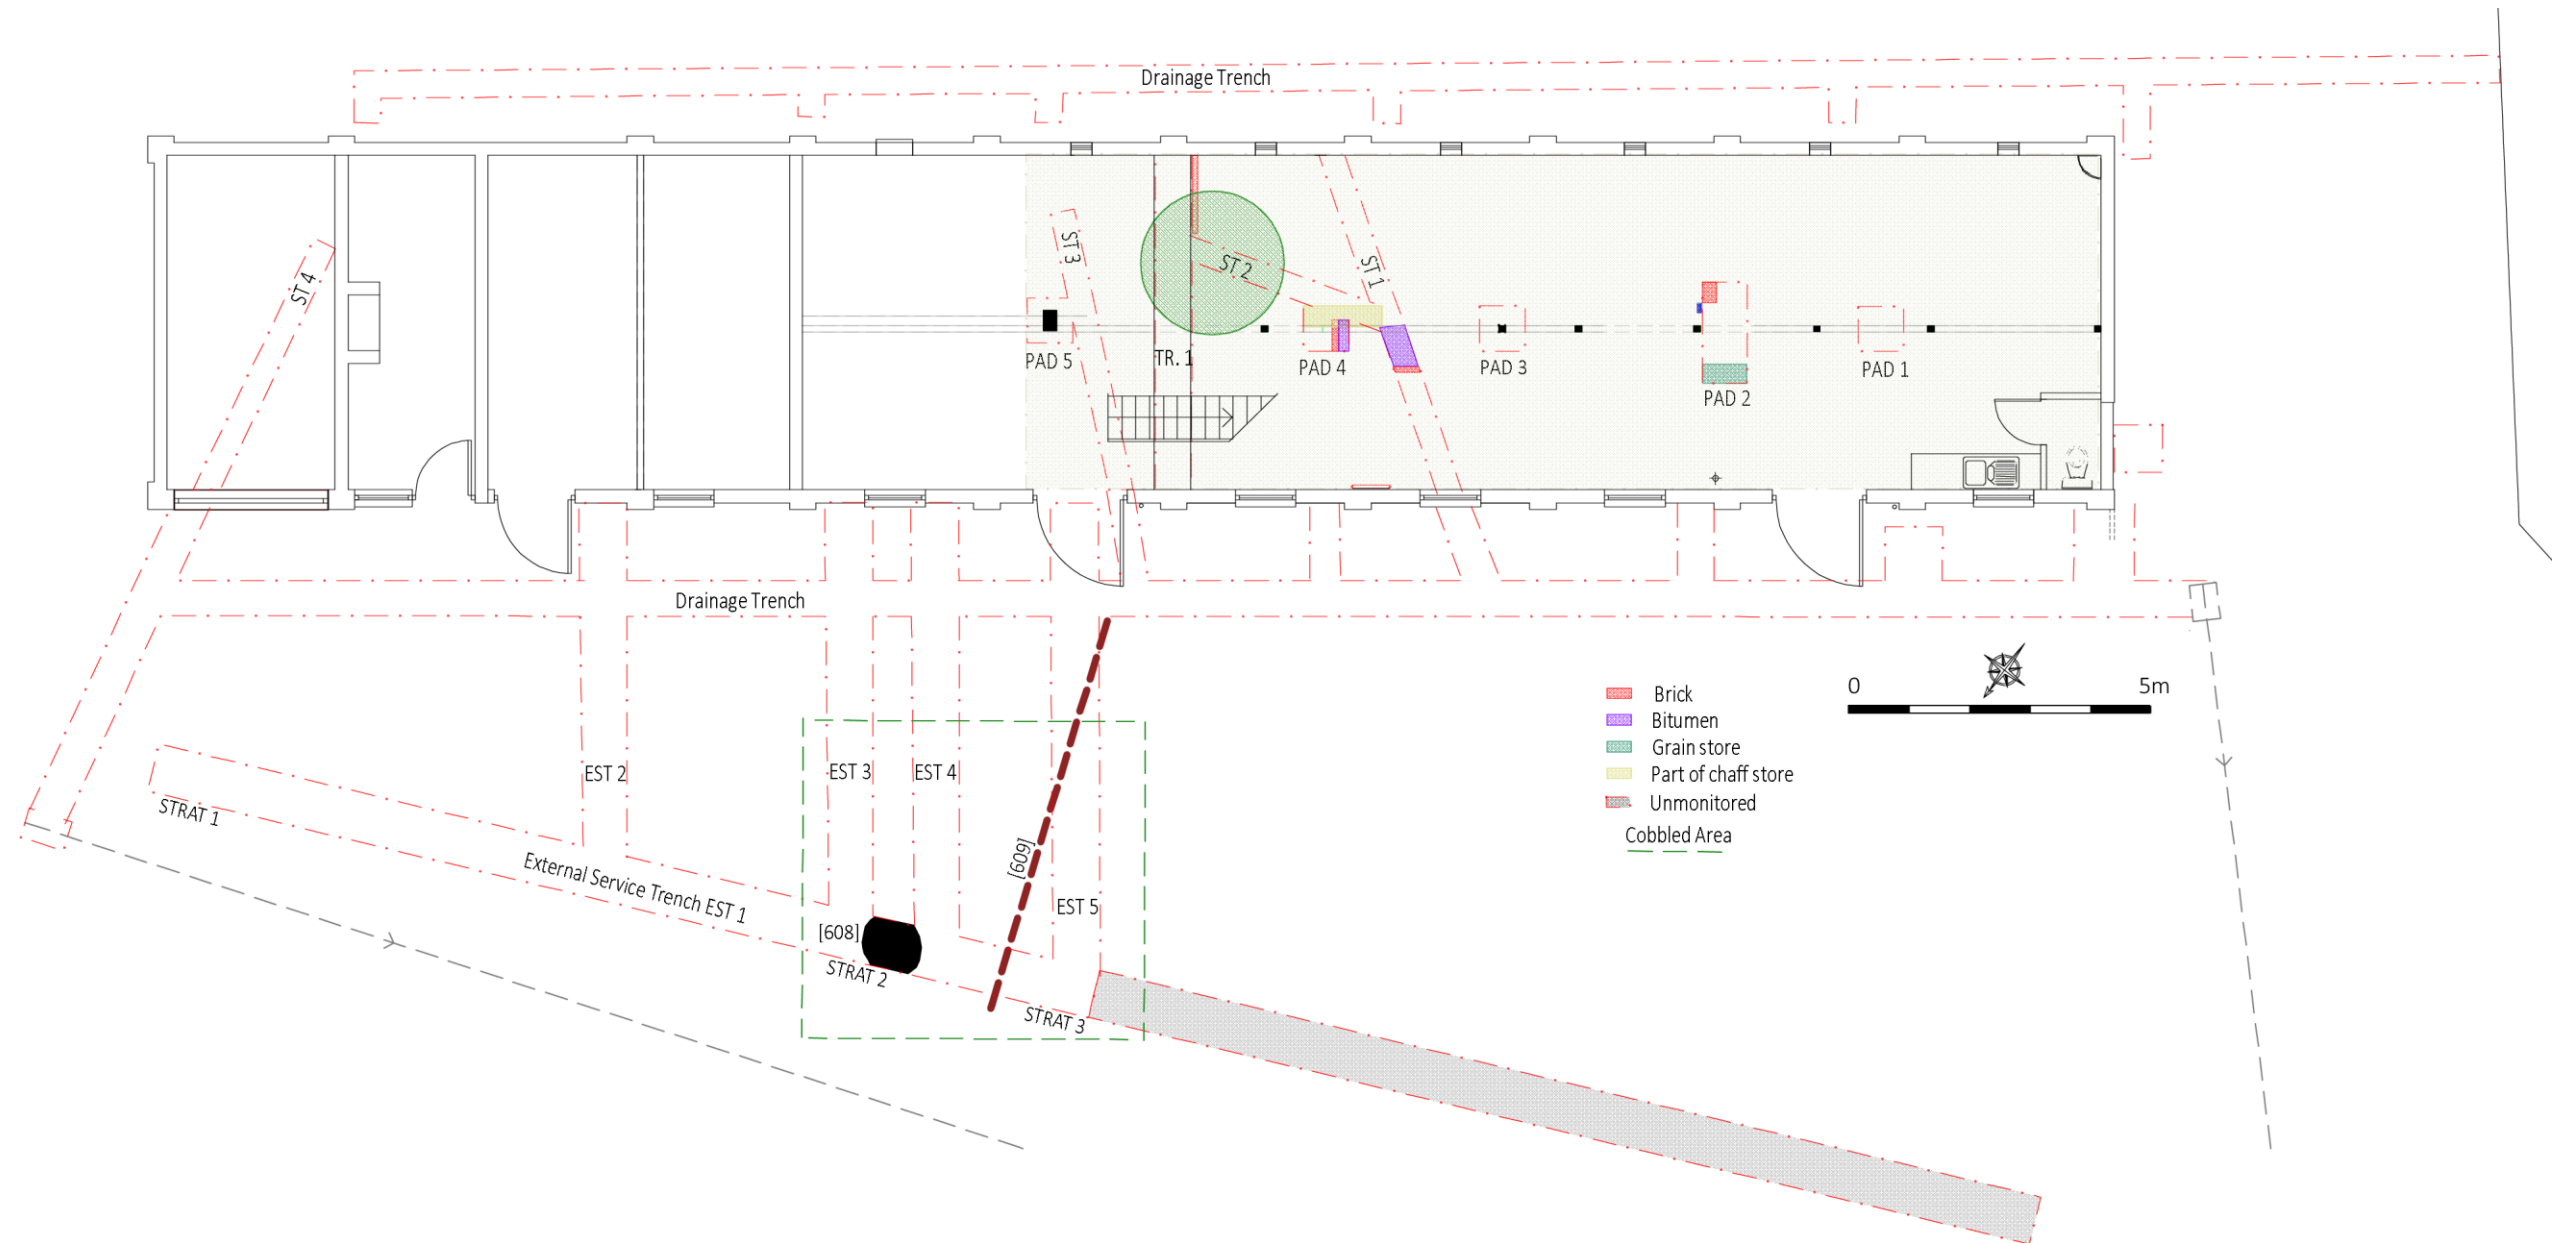 Drainage Trench
ST 4
ST 3
ST 2
ST 1
PAD 5
TR. 1
PAD 4
PAD 3
PAD 2
PAD 1
Drainage Trench
EST 2
EST 3
EST 4
STRAT 1
External Service Trench EST 1
[609]
EST 5
[608]
STRAT 2
STRAT 3
Brick
Bitumen
Grain store
Part of chaff store
Unmonitored
Cobbled Area
0 5m